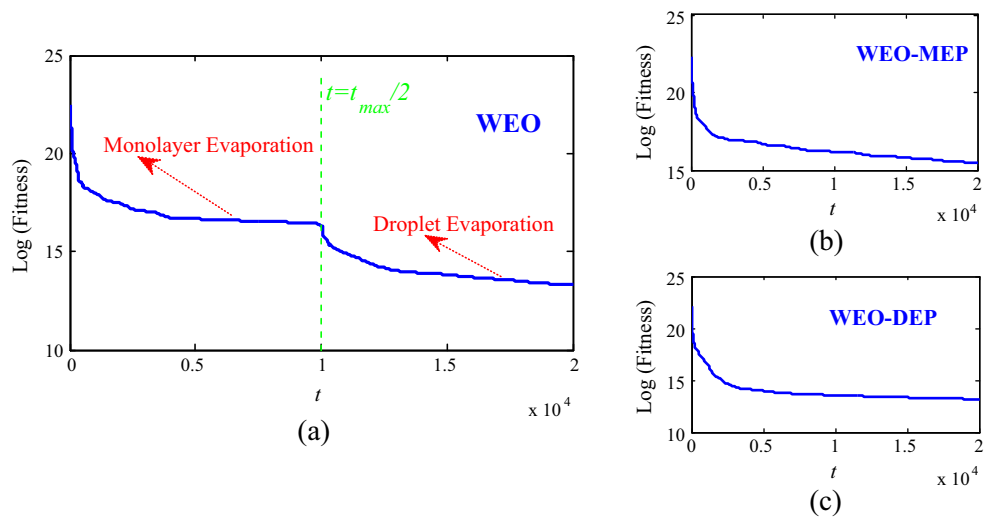 25
20
15
10
Log (Fitness)
t=t_max/2
WEO
Monolayer Evaporation
Droplet Evaporation
0
0.5
1
1.5
2
t
x 10^4
(a)
25
20
15
Log (Fitness)
WEO-MEP
0
0.5
1
1.5
2
t
x 10^4
(b)
25
20
15
10
Log (Fitness)
WEO-DEP
0
0.5
1
1.5
2
t
x 10^4
(c)